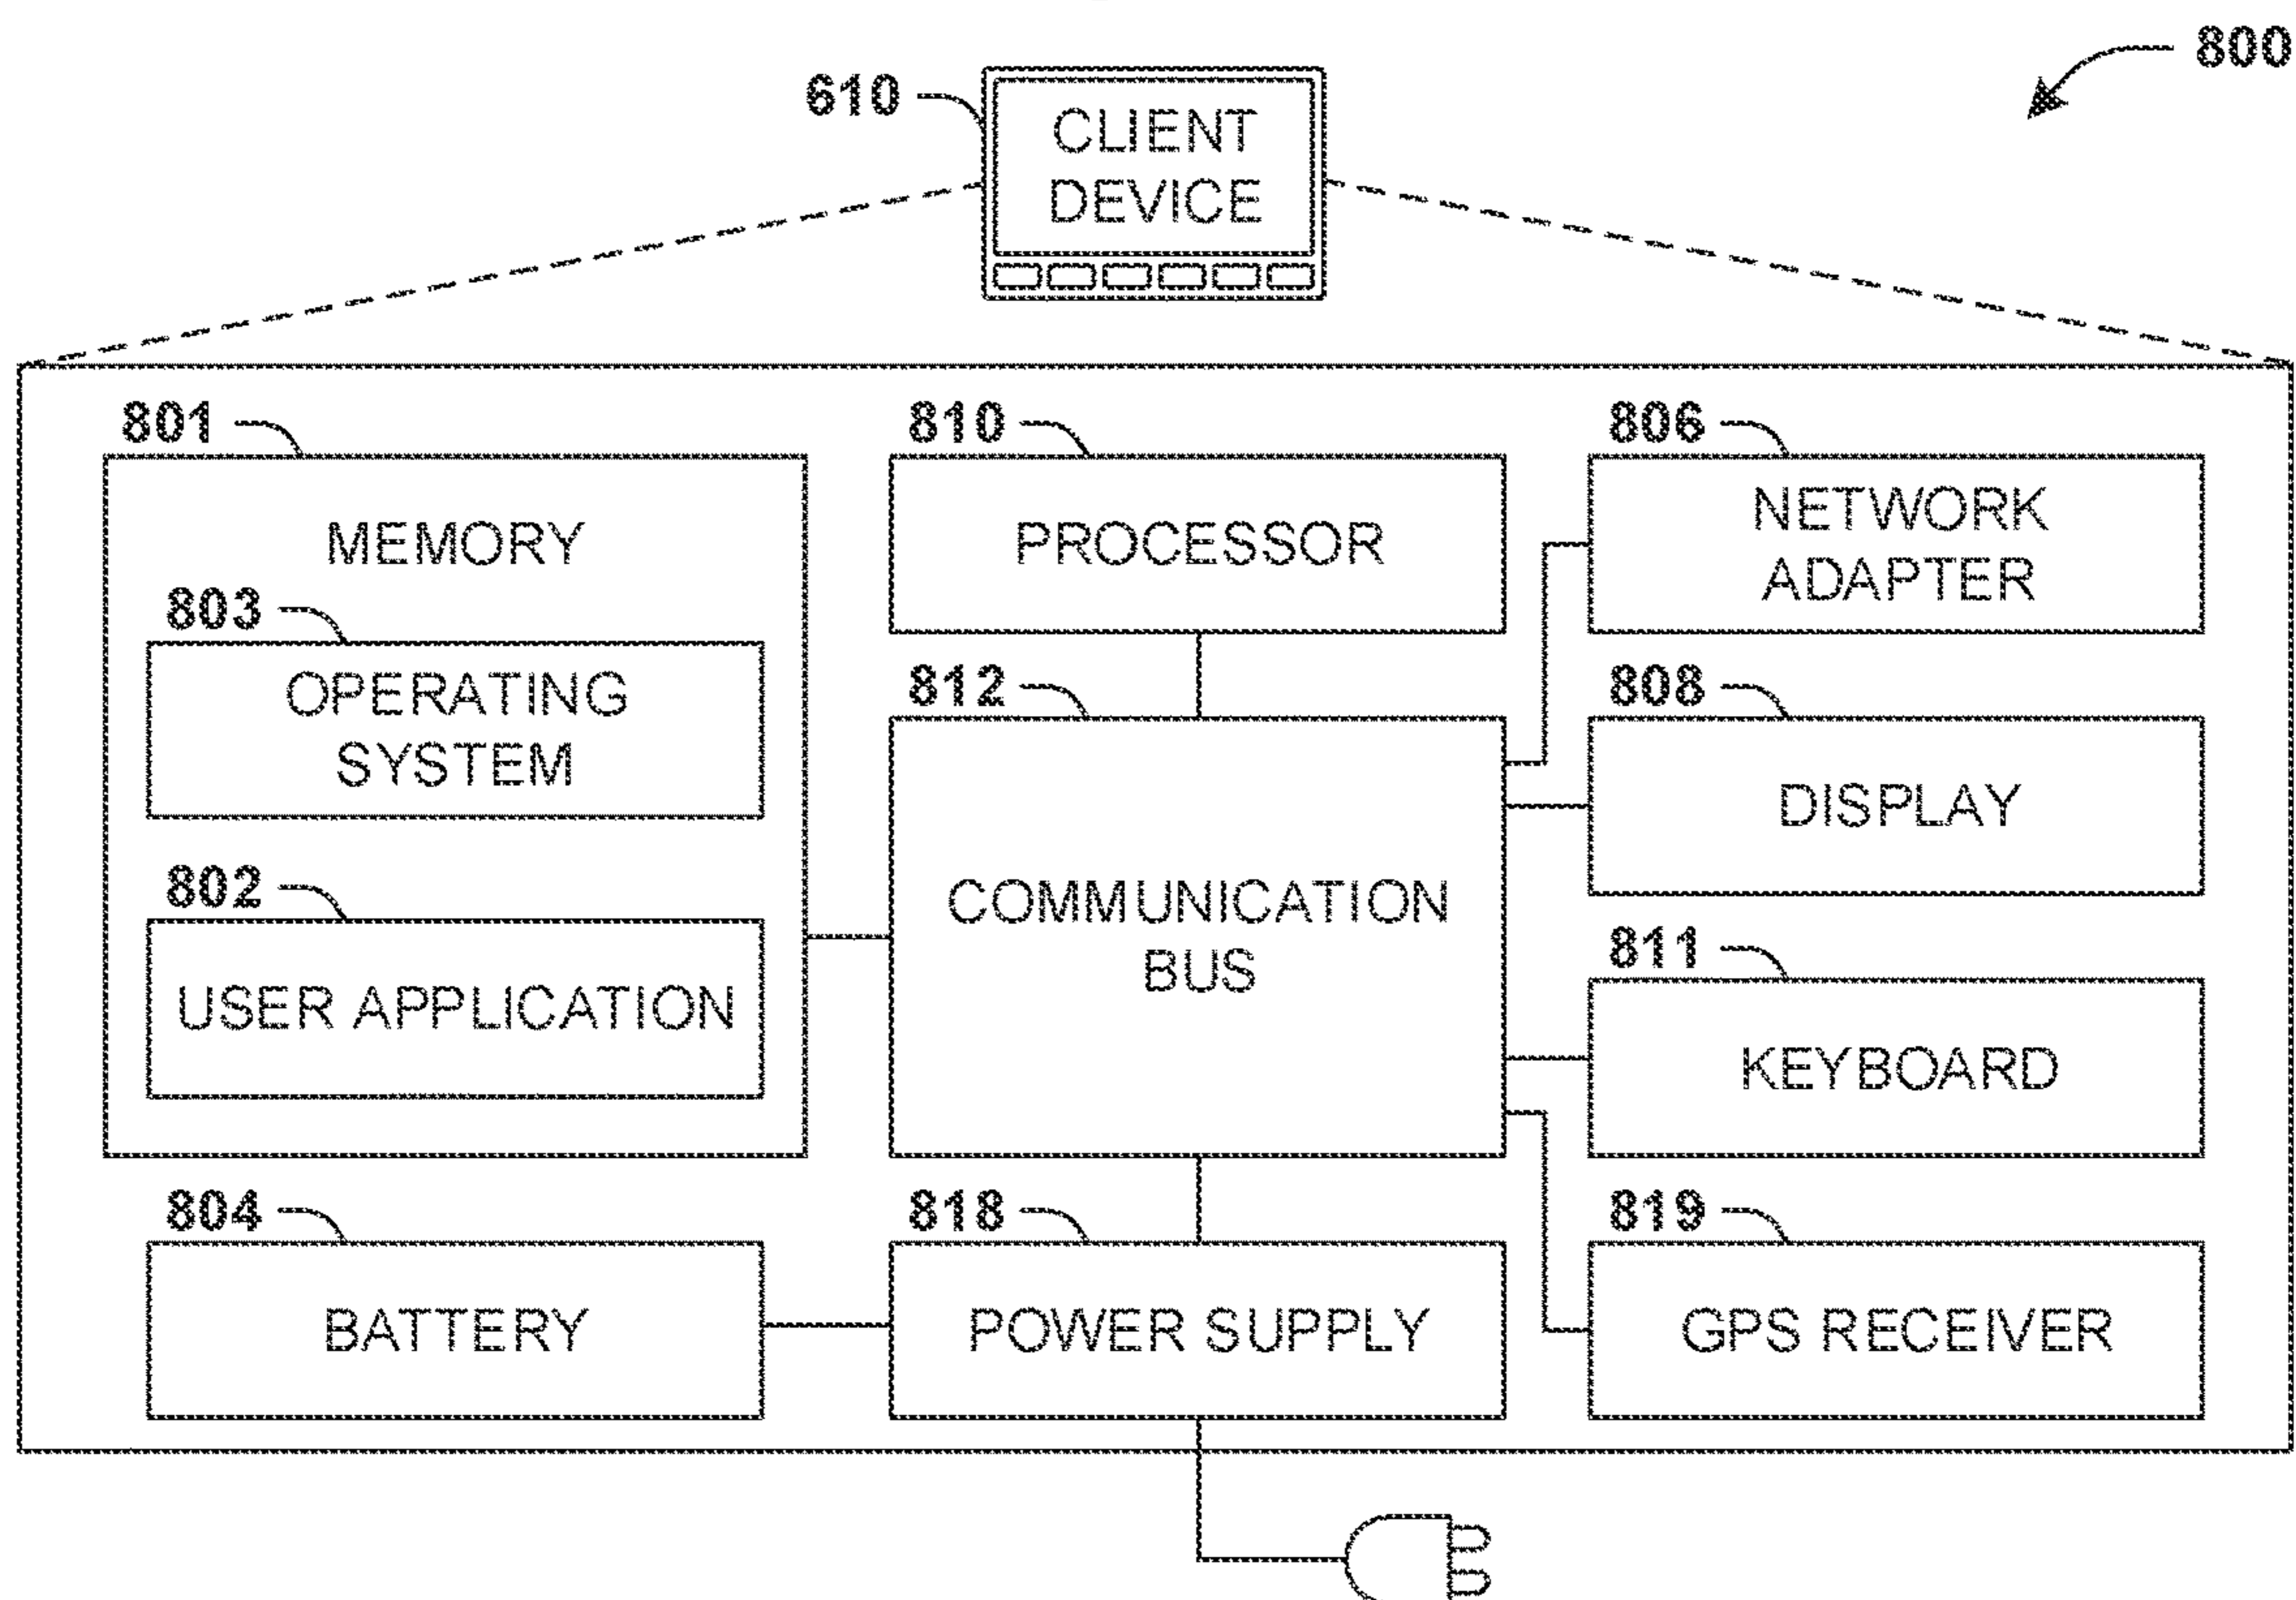 800
610
CLIENT
DEVICE
801
810
806
MEMORY
PROCESSOR
NETWORK
ADAPTER
803
OPERATING
SYSTEM
812
808
COMMUNICATION
BUS
DISPLAY
802
USER APPLICATION
811
KEYBOARD
804
818
819
BATTERY
POWER SUPPLY
GPS RECEIVER